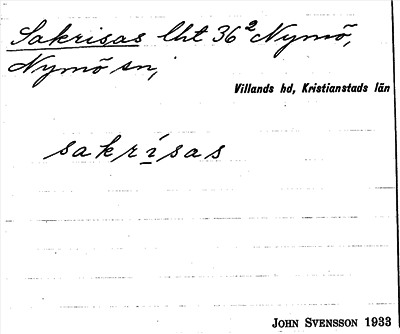 Sakrisas lht 36² Nymö,
Nymö sn,
Villands hd, Kristianstads län
sakrísas
JOHN SVENSSON 1933